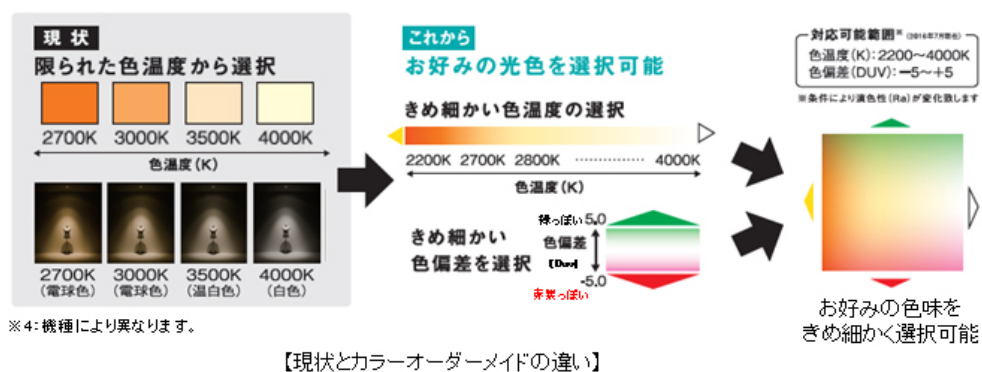 現状
限られた色温度から選択
2700K 3000K 3500K 4000K
色温度(K)
2700K 3000K 3500K 4000K
(電球色) (電球色) (温白色) (白色)
※4:機種により異なります。
これから
お好みの光色を選択可能
きめ細かい色温度の選択
2200K 2700K 2800K ……………… 4000K
色温度(K)
きめ細かい
色偏差を選択
緑っぽい 5.0
色偏差
[Duv]
-5.0
赤紫っぽい
対応可能範囲※ (2016年7月現在)
色温度(K):2200〜4000K
色偏差(DUV):−5〜+5
※条件により演色性(Ra)が変化致します
お好みの色味を
きめ細かく選択可能
【現状とカラーオーダーメイドの違い】